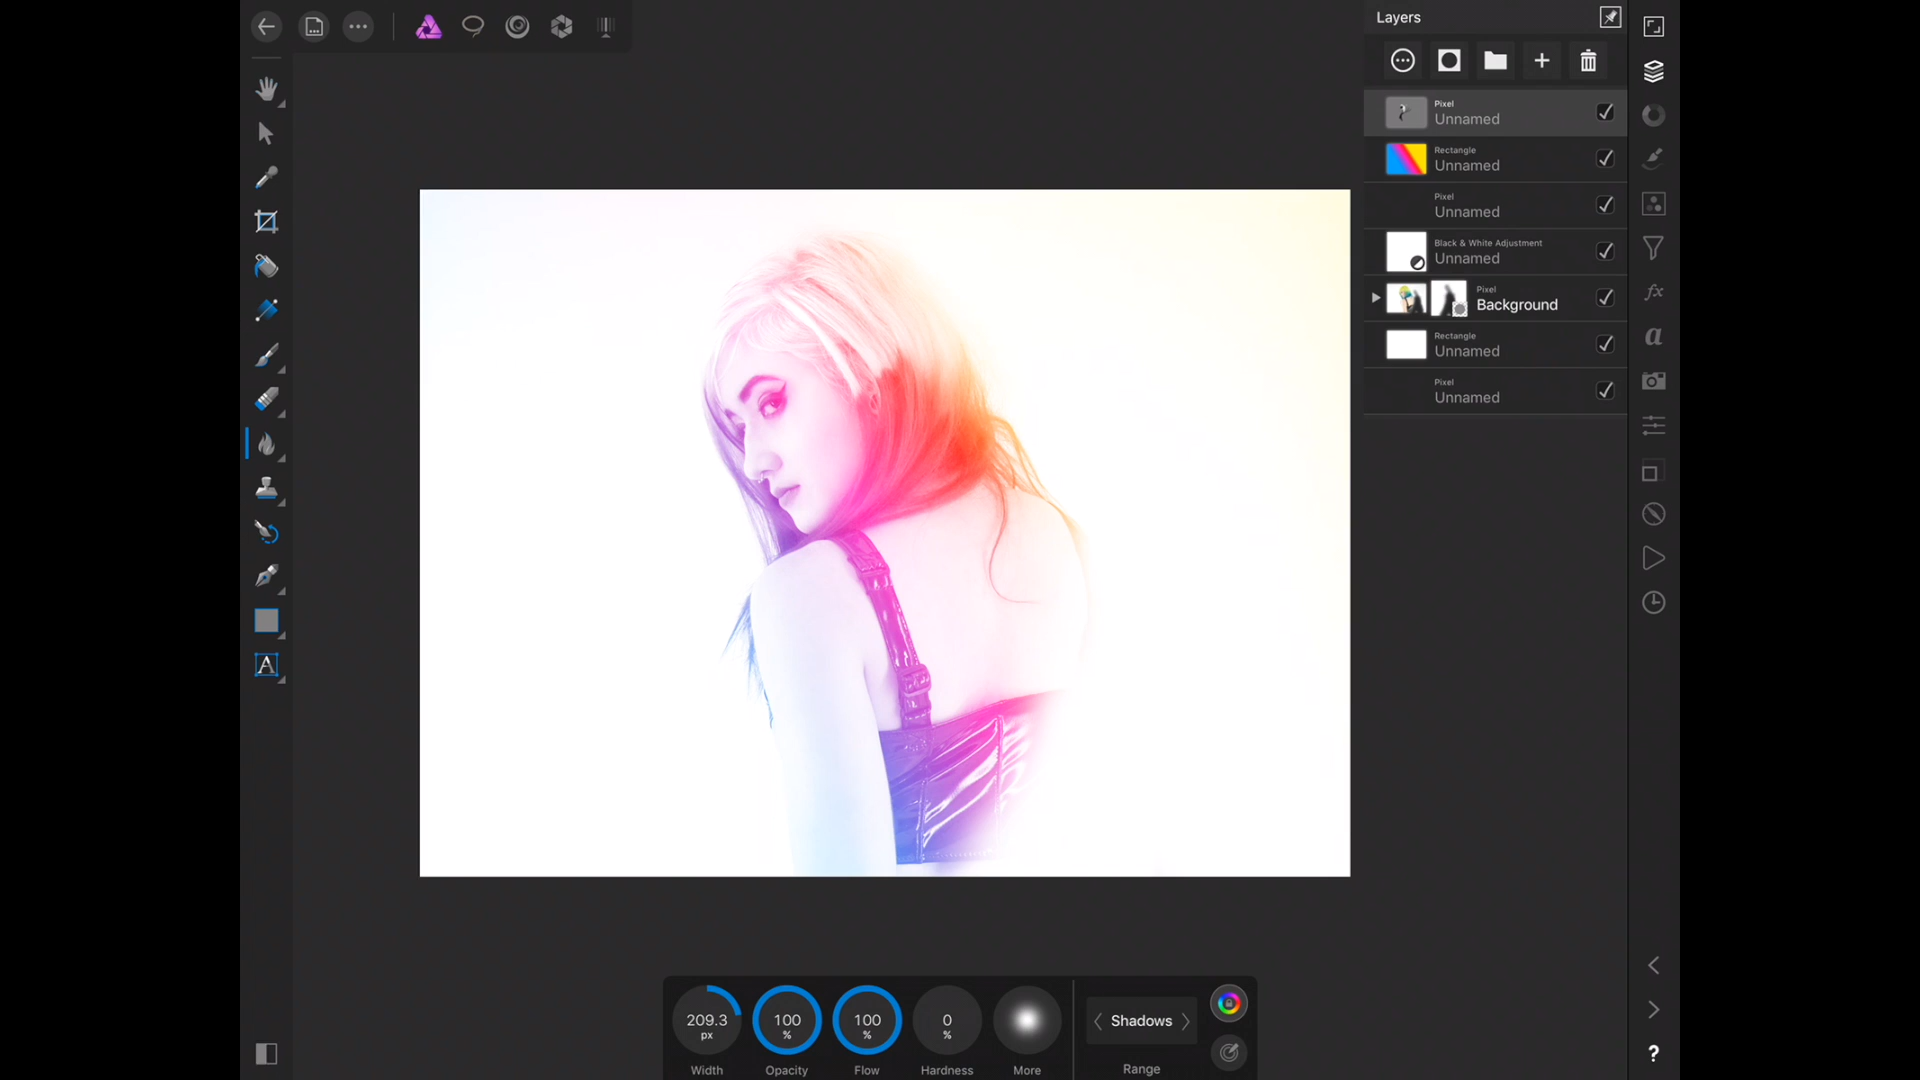 Layers
Pixel
Unnamed
Rectangle
Unnamed
Pixel
Unnamed
Black & White Adjustment
Unnamed
Pixel
Background
Rectangle
Unnamed
Pixel
Unnamed
fx
a
A
209.3
px
Width
100
%
Opacity
100
%
Flow
0
%
Hardness
More
Shadows
Range
?